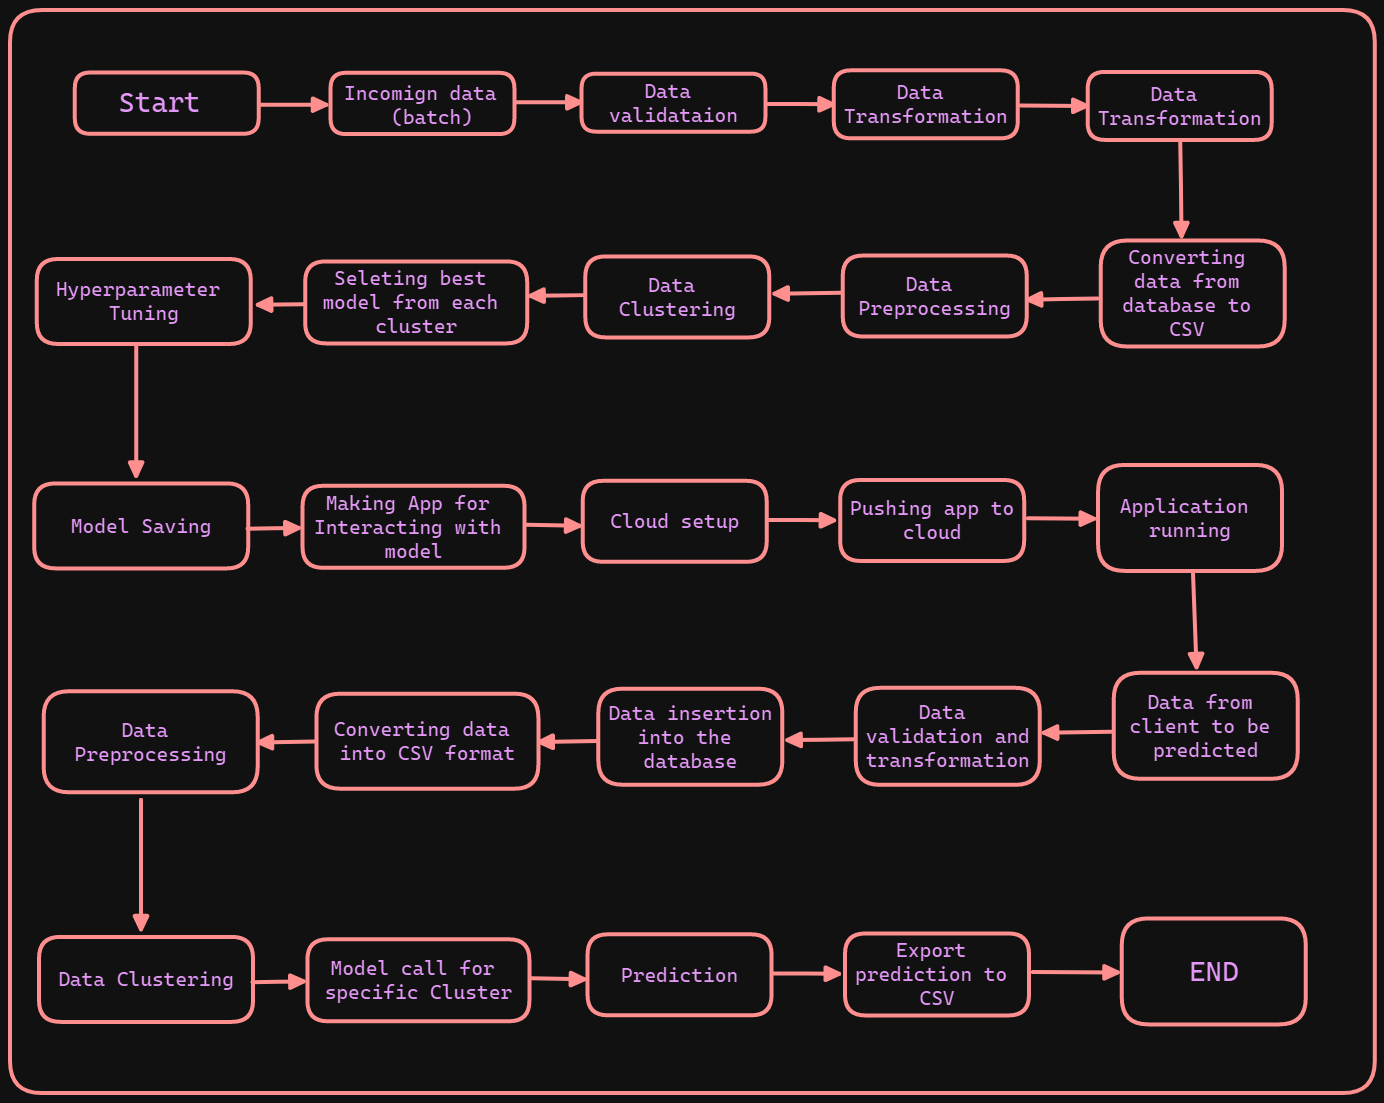 Start
Incomign data
(batch)
Data
validataion
Data
Transformation
Data
Transformation
Converting
data from
database to
CSV
Data
Preprocessing
Data
Clustering
Seleting best
model from each
cluster
Hyperparameter
Tuning
Model Saving
Making App for
Interacting with
model
Cloud setup
Pushing app to
cloud
Application
running
Data from
client to be
predicted
Data
validation and
transformation
Data insertion
into the
database
Converting data
into CSV format
Data
Preprocessing
Data Clustering
Model call for
specific Cluster
Prediction
Export
prediction to
CSV
END